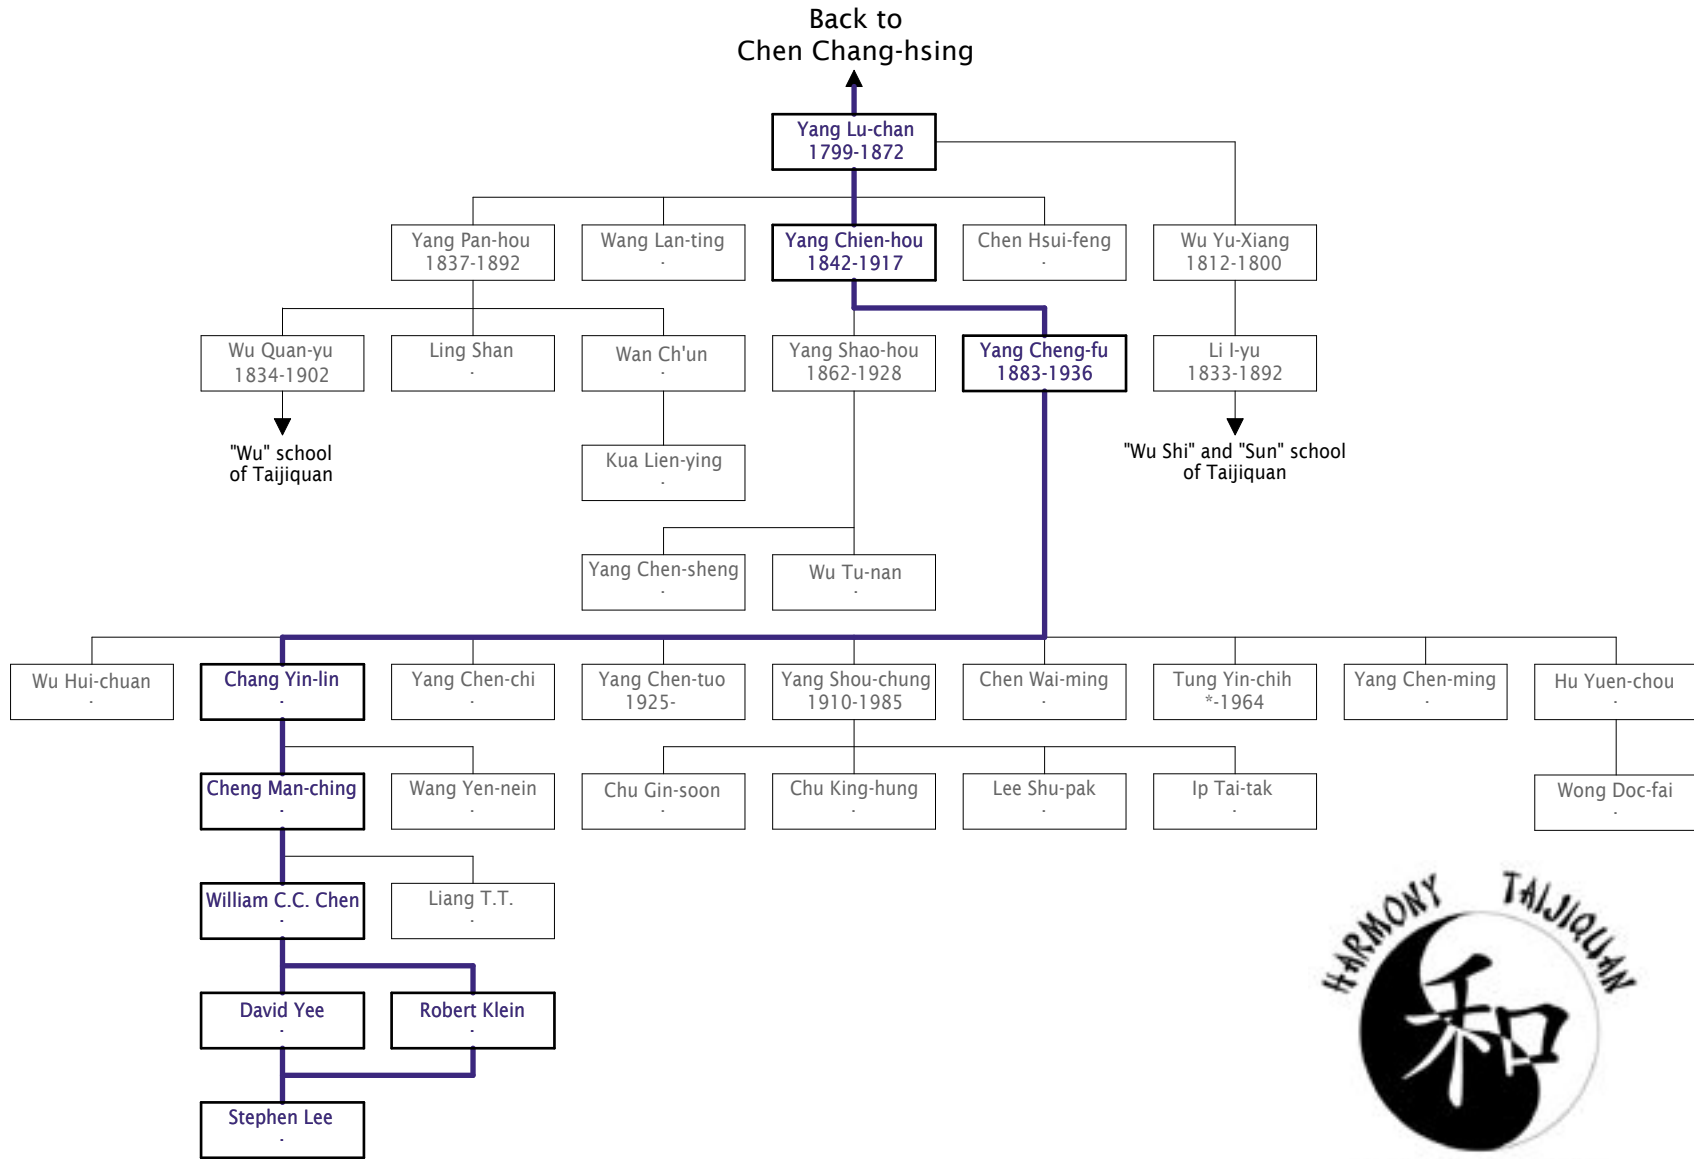 Back to
Chen Chang-hsing
Yang Lu-chan
1799-1872
Yang Pan-hou
1837-1892
Wang Lan-ting
-
Yang Chien-hou
1842-1917
Chen Hsui-feng
-
Wu Yu-Xiang
1812-1800
Wu Quan-yu
1834-1902
Ling Shan
-
Wan Ch'un
-
Yang Shao-hou
1862-1928
Yang Cheng-fu
1883-1936
Li I-yu
1833-1892
"Wu" school
of Taijiquan
Kua Lien-ying
-
"Wu Shi" and "Sun" school
of Taijiquan
Yang Chen-sheng
-
Wu Tu-nan
-
Wu Hui-chuan
-
Chang Yin-lin
-
Yang Chen-chi
-
Yang Chen-tuo
1925-
Yang Shou-chung
1910-1985
Chen Wai-ming
-
Tung Yin-chih
*-1964
Yang Chen-ming
-
Hu Yuen-chou
-
Cheng Man-ching
-
Wang Yen-nein
-
Chu Gin-soon
-
Chu King-hung
-
Lee Shu-pak
-
Ip Tai-tak
-
Wong Doc-fai
-
William C.C. Chen
-
Liang T.T.
-
David Yee
-
Robert Klein
-
Stephen Lee
-
HARMONY TAIJIQUAN
和